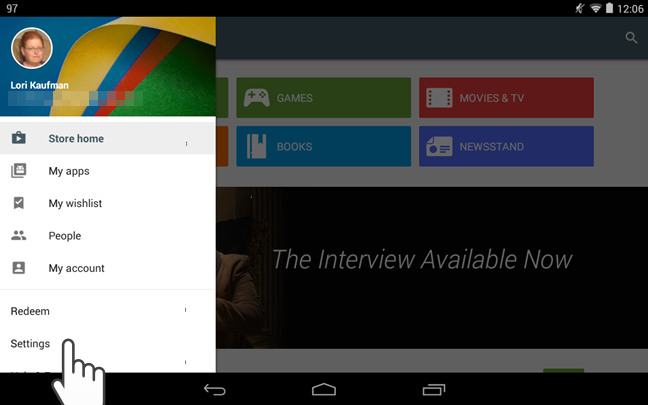 97
12:06
Lori Kaufman
GAMES
MOVIES & TV
Store home
BOOKS
NEWSSTAND
My apps
My wishlist
People
The Interview Available Now
My account
Redeem
Settings